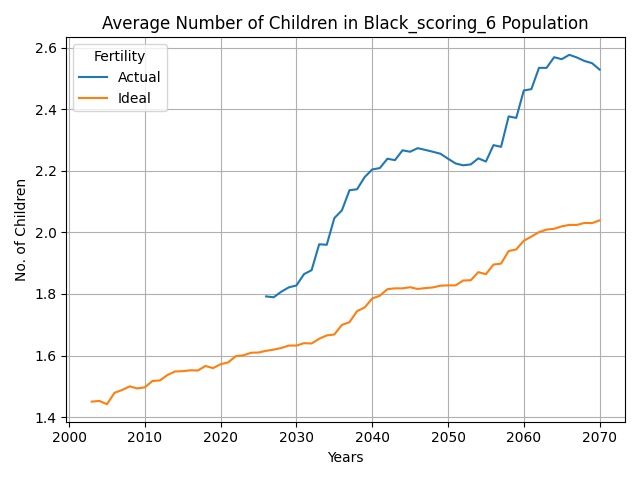 Average Number of Children in Black_scoring_6 Population
Fertility
Actual
Ideal
No. of Children
2.6
2.4
2.2
2.0
1.8
1.6
1.4
2000 2010 2020 2030 2040 2050 2060 2070
Years